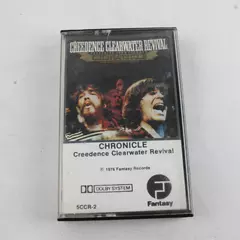 CREEDENCE CLEARWATER REVIVAL
CHRONICLE
Creedence Clearwater Revival
℗ © 1976 Fantasy Records
DOLBY SYSTEM
Fantasy
5CCR-2